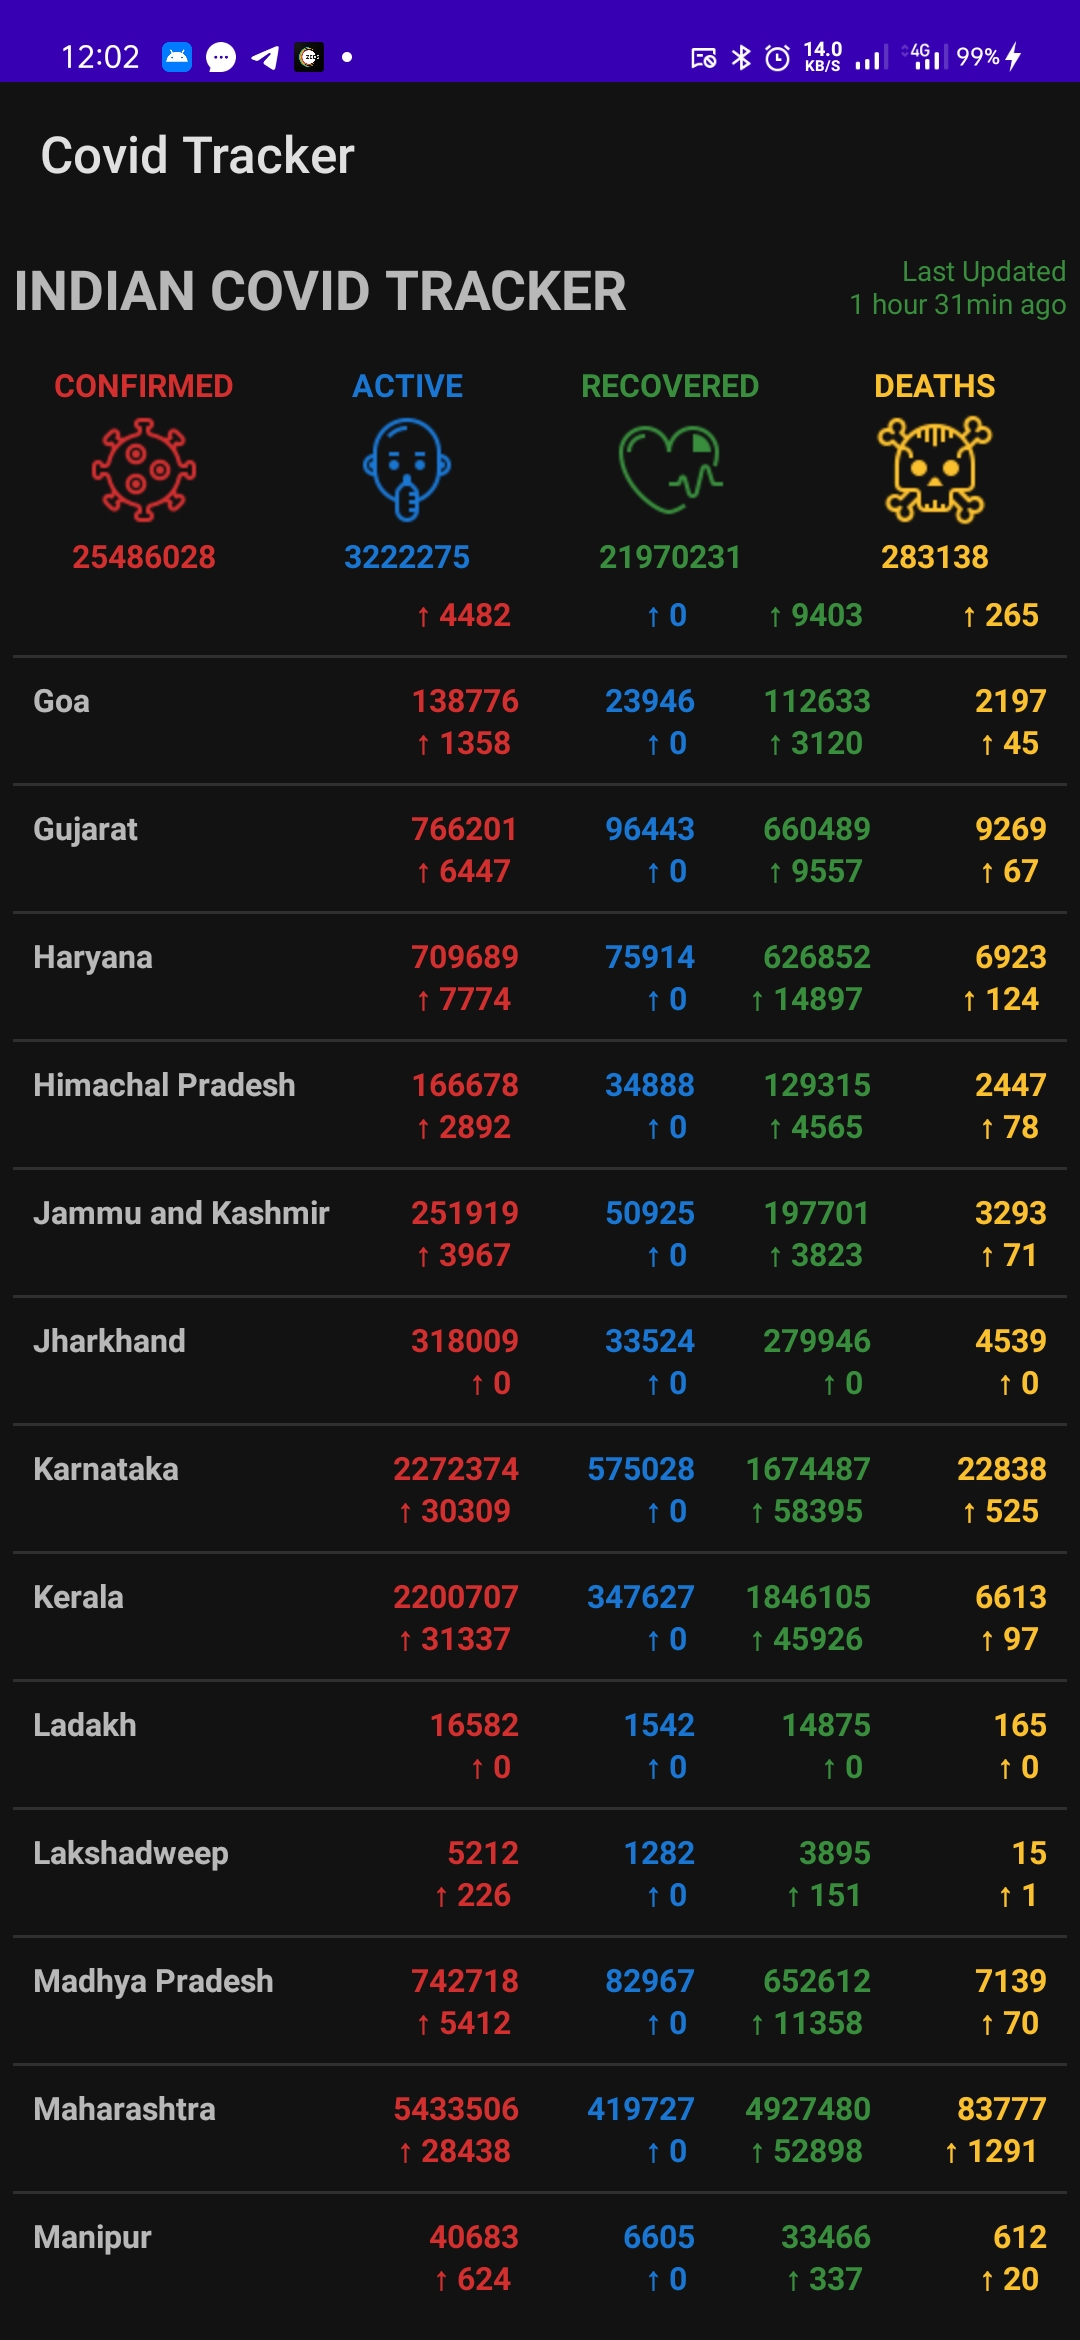 12:02 14.0 KB/S 4G 99%
Covid Tracker
INDIAN COVID TRACKER
Last Updated
1 hour 31min ago
CONFIRMED ACTIVE RECOVERED DEATHS
25486028 3222275 21970231 283138
↑ 4482 ↑ 0 ↑ 9403 ↑ 265
Goa 138776 23946 112633 2197
↑ 1358 ↑ 0 ↑ 3120 ↑ 45
Gujarat 766201 96443 660489 9269
↑ 6447 ↑ 0 ↑ 9557 ↑ 67
Haryana 709689 75914 626852 6923
↑ 7774 ↑ 0 ↑ 14897 ↑ 124
Himachal Pradesh 166678 34888 129315 2447
↑ 2892 ↑ 0 ↑ 4565 ↑ 78
Jammu and Kashmir 251919 50925 197701 3293
↑ 3967 ↑ 0 ↑ 3823 ↑ 71
Jharkhand 318009 33524 279946 4539
↑ 0 ↑ 0 ↑ 0 ↑ 0
Karnataka 2272374 575028 1674487 22838
↑ 30309 ↑ 0 ↑ 58395 ↑ 525
Kerala 2200707 347627 1846105 6613
↑ 31337 ↑ 0 ↑ 45926 ↑ 97
Ladakh 16582 1542 14875 165
↑ 0 ↑ 0 ↑ 0 ↑ 0
Lakshadweep 5212 1282 3895 15
↑ 226 ↑ 0 ↑ 151 ↑ 1
Madhya Pradesh 742718 82967 652612 7139
↑ 5412 ↑ 0 ↑ 11358 ↑ 70
Maharashtra 5433506 419727 4927480 83777
↑ 28438 ↑ 0 ↑ 52898 ↑ 1291
Manipur 40683 6605 33466 612
↑ 624 ↑ 0 ↑ 337 ↑ 20